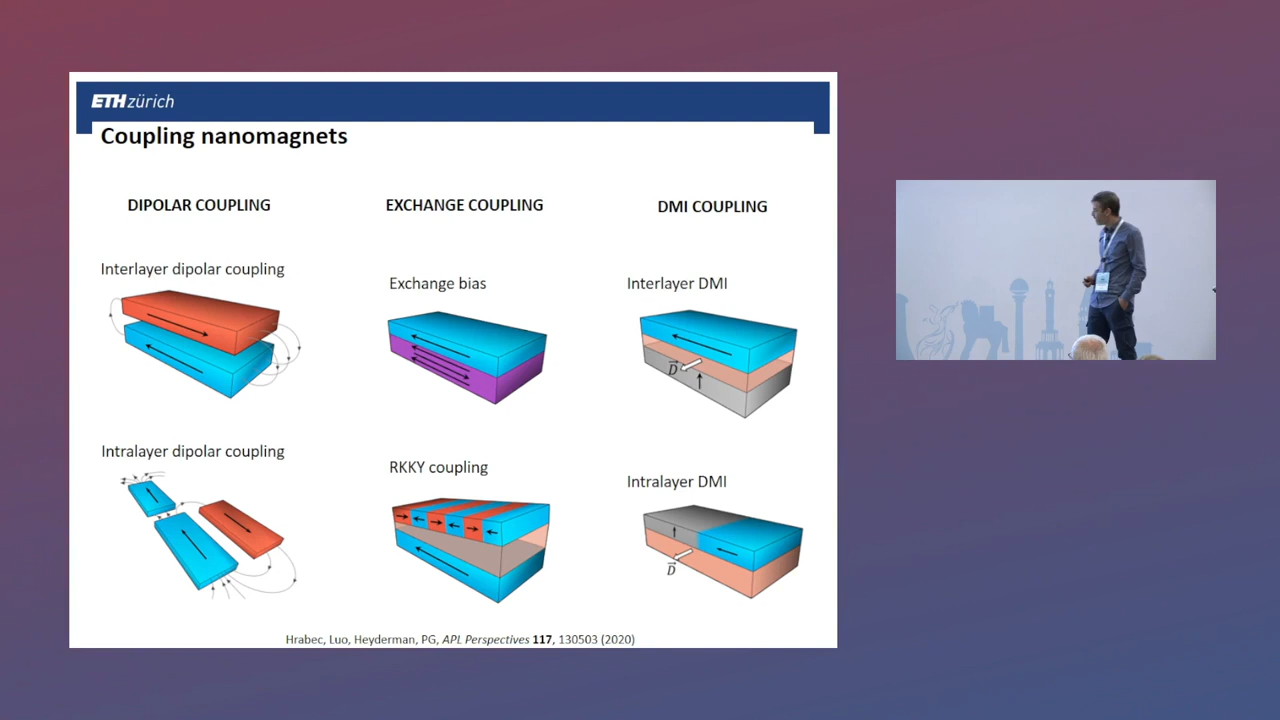 ETH zürich
Coupling nanomagnets
DIPOLAR COUPLING
EXCHANGE COUPLING
DMI COUPLING
Interlayer dipolar coupling
Exchange bias
Interlayer DMI
D
Intralayer dipolar coupling
RKKY coupling
Intralayer DMI
D
Hrabec, Luo, Heyderman, PG, APL Perspectives 117, 130503 (2020)